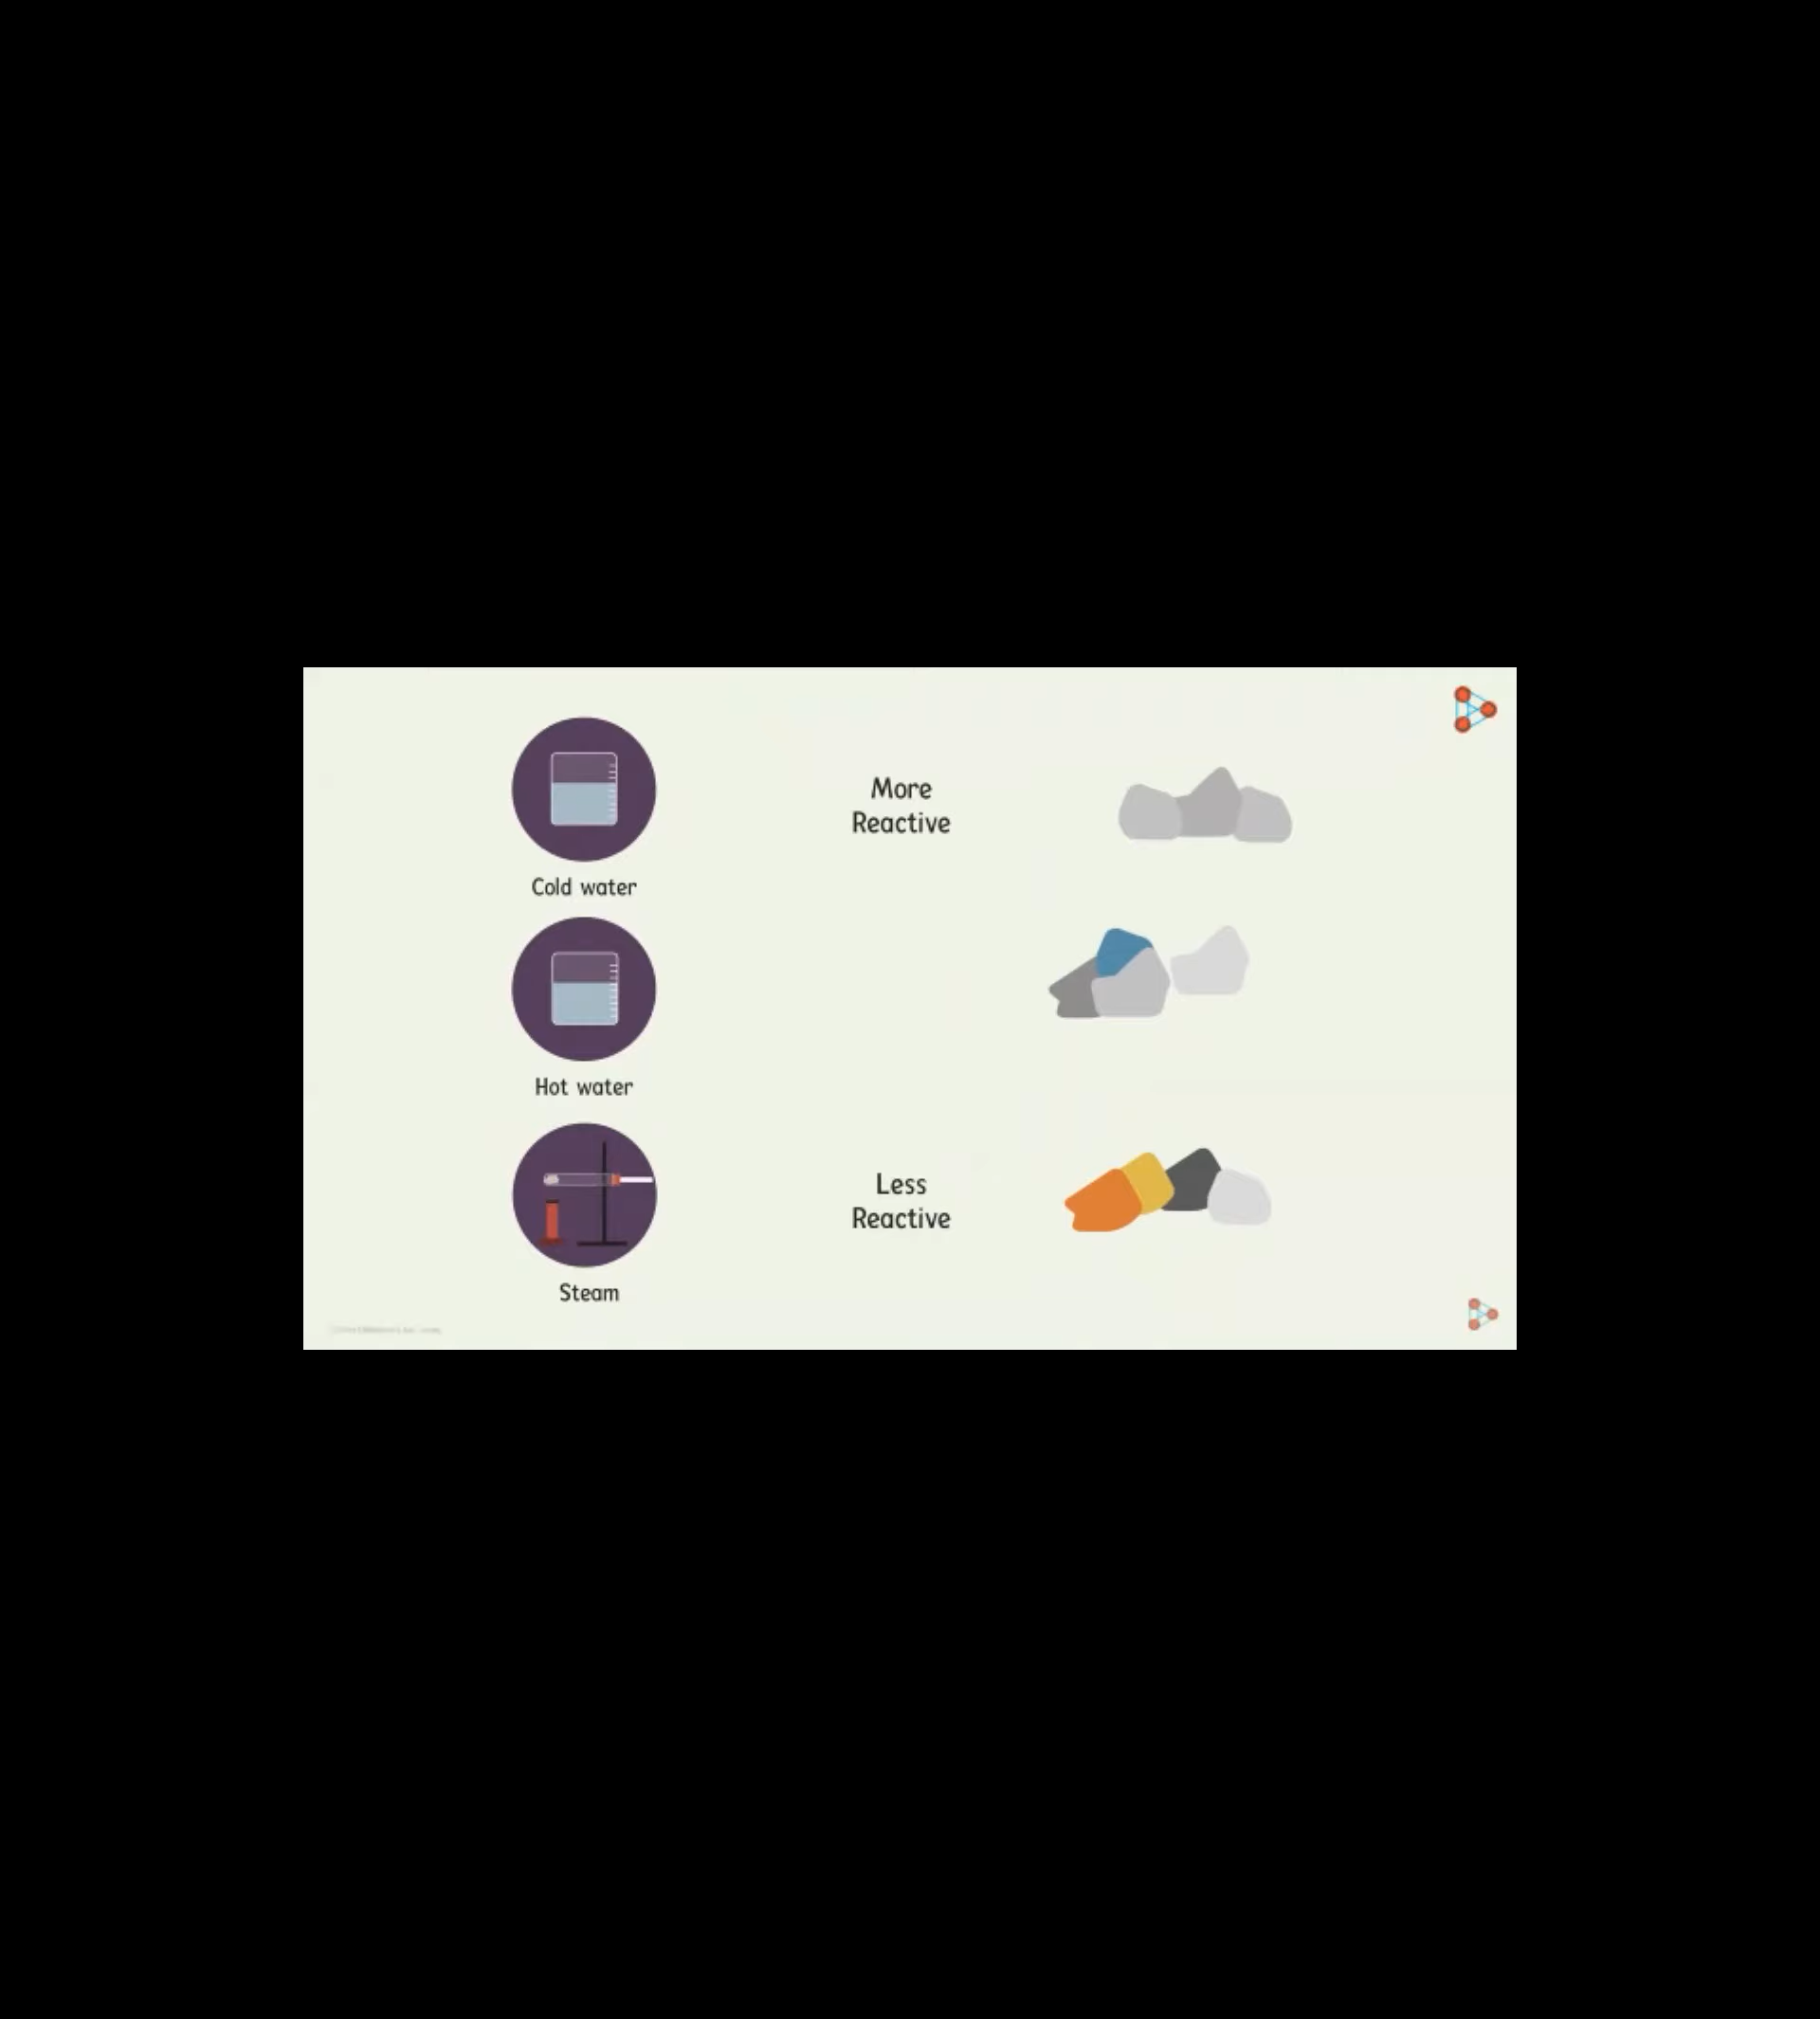 More
Reactive
Cold water
Hot water
Less
Reactive
Steam